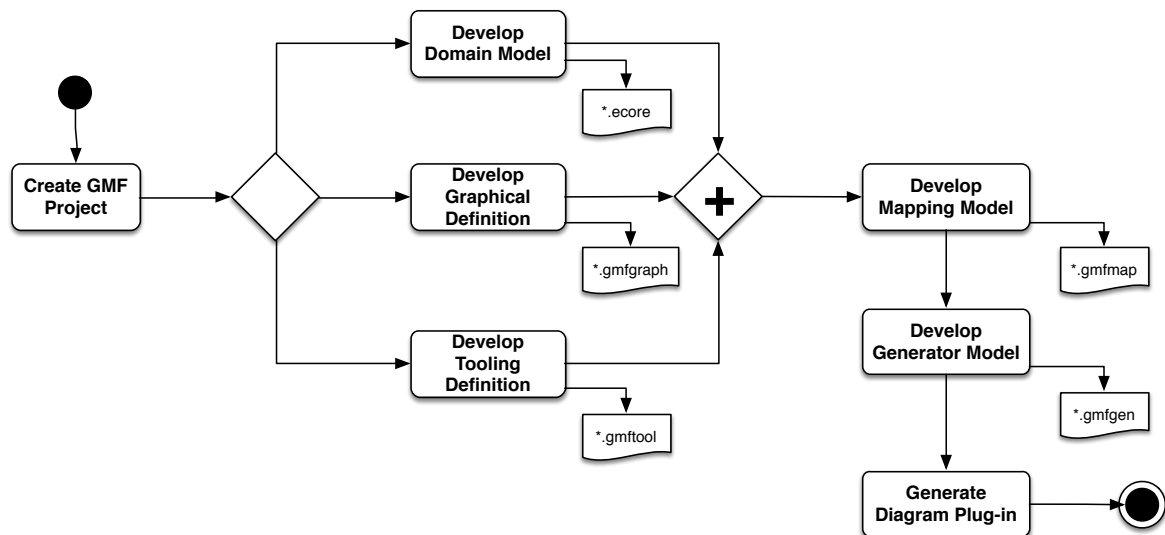 Create GMF
Project
Develop
Domain Model
*.ecore
Develop
Graphical
Definition
*.gmfgraph
Develop
Tooling
Definition
*.gmftool
+
Develop
Mapping Model
*.gmfmap
Develop
Generator Model
*.gmfgen
Generate
Diagram Plug-in